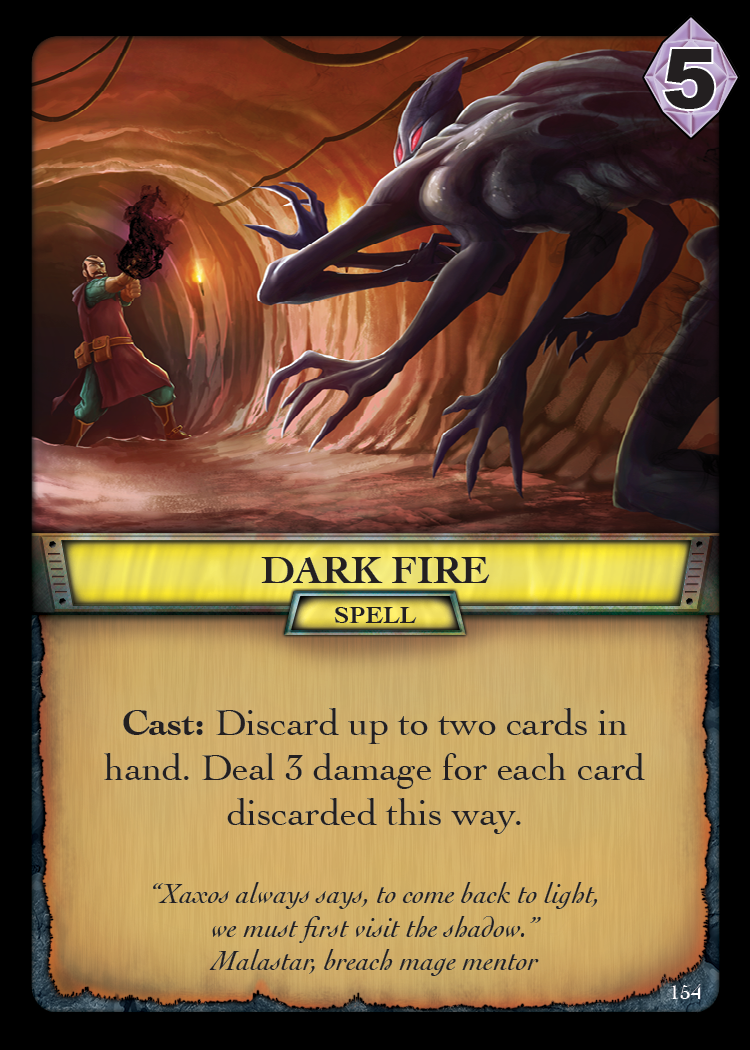 5
DARK FIRE
SPELL
Cast: Discard up to two cards in
hand. Deal 3 damage for each card
discarded this way.
“Xaxos always says, to come back to light,
we must first visit the shadow.”
Malastar, breach mage mentor
154